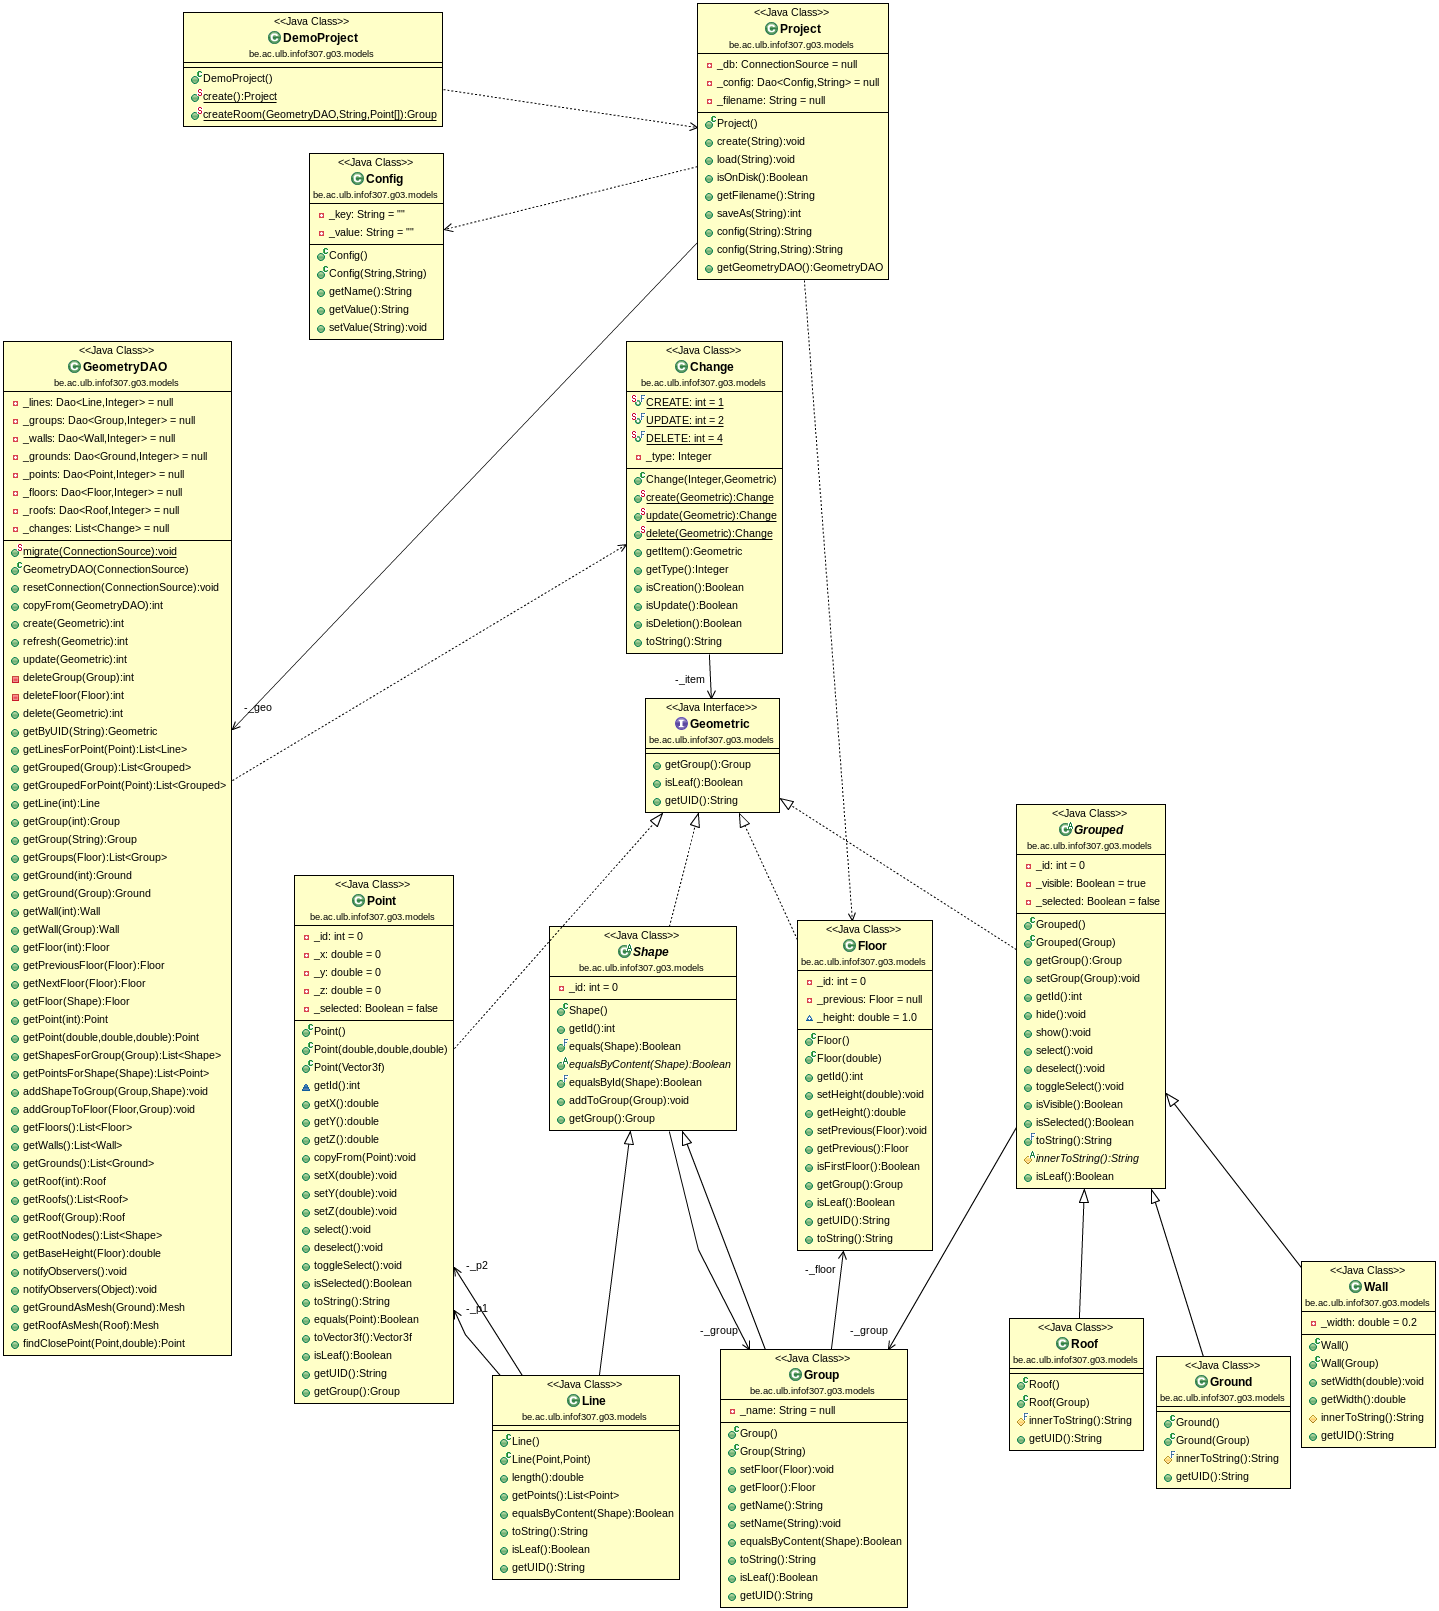 <<Java Class>>
DemoProject
be.ac.ulb.infof307.g03.models
DemoProject()
create():Project
createRoom(GeometryDAO,String,Point[]):Group
<<Java Class>>
Project
be.ac.ulb.infof307.g03.models
_db: ConnectionSource = null
_config: Dao<Config,String> = null
_filename: String = null
Project()
create(String):void
load(String):void
isOnDisk():Boolean
getFilename():String
saveAs(String):int
config(String):String
config(String,String):String
getGeometryDAO():GeometryDAO
<<Java Class>>
Config
be.ac.ulb.infof307.g03.models
_key: String = ""
_value: String = ""
Config()
Config(String,String)
getName():String
getValue():String
setValue(String):void
<<Java Class>>
GeometryDAO
be.ac.ulb.infof307.g03.models
_lines: Dao<Line,Integer> = null
_groups: Dao<Group,Integer> = null
_walls: Dao<Wall,Integer> = null
_grounds: Dao<Ground,Integer> = null
_points: Dao<Point,Integer> = null
_floors: Dao<Floor,Integer> = null
_roofs: Dao<Roof,Integer> = null
_changes: List<Change> = null
migrate(ConnectionSource):void
GeometryDAO(ConnectionSource)
resetConnection(ConnectionSource):void
copyFrom(GeometryDAO):int
create(Geometric):int
refresh(Geometric):int
update(Geometric):int
deleteGroup(Group):int
deleteFloor(Floor):int
delete(Geometric):int
getByUID(String):Geometric
getLinesForPoint(Point):List<Line>
getGrouped(Group):List<Grouped>
getGroupedForPoint(Point):List<Grouped>
getLine(int):Line
getGroup(int):Group
getGroup(String):Group
getGroups(Floor):List<Group>
getGround(int):Ground
getGround(Group):Ground
getWall(int):Wall
getWall(Group):Wall
getFloor(int):Floor
getPreviousFloor(Floor):Floor
getNextFloor(Floor):Floor
getFloor(Shape):Floor
getPoint(int):Point
getPoint(double,double,double):Point
getShapesForGroup(Group):List<Shape>
getPointsForShape(Shape):List<Point>
addShapeToGroup(Group,Shape):void
addGroupToFloor(Floor,Group):void
getFloors():List<Floor>
getWalls():List<Wall>
getGrounds():List<Ground>
getRoof(int):Roof
getRoofs():List<Roof>
getRoof(Group):Roof
getRootNodes():List<Shape>
getBaseHeight(Floor):double
notifyObservers():void
notifyObservers(Object):void
getGroundAsMesh(Ground):Mesh
getRoofAsMesh(Roof):Mesh
findClosePoint(Point,double):Point
-_geo
<<Java Class>>
Change
be.ac.ulb.infof307.g03.models
CREATE: int = 1
UPDATE: int = 2
DELETE: int = 4
_type: Integer
Change(Integer,Geometric)
create(Geometric):Change
update(Geometric):Change
delete(Geometric):Change
getItem():Geometric
getType():Integer
isCreation():Boolean
isUpdate():Boolean
isDeletion():Boolean
toString():String
-_item
<<Java Interface>>
Geometric
be.ac.ulb.infof307.g03.models
getGroup():Group
isLeaf():Boolean
getUID():String
<<Java Class>>
Point
be.ac.ulb.infof307.g03.models
_id: int = 0
_x: double = 0
_y: double = 0
_z: double = 0
_selected: Boolean = false
Point()
Point(double,double,double)
Point(Vector3f)
getId():int
getX():double
getY():double
getZ():double
copyFrom(Point):void
setX(double):void
setY(double):void
setZ(double):void
select():void
deselect():void
toggleSelect():void
isSelected():Boolean
toString():String
equals(Point):Boolean
toVector3f():Vector3f
isLeaf():Boolean
getUID():String
getGroup():Group
-_p2
-_p1
<<Java Class>>
Shape
be.ac.ulb.infof307.g03.models
_id: int = 0
Shape()
getId():int
equals(Shape):Boolean
equalsByContent(Shape):Boolean
equalsById(Shape):Boolean
addToGroup(Group):void
getGroup():Group
<<Java Class>>
Floor
be.ac.ulb.infof307.g03.models
_id: int = 0
_previous: Floor = null
_height: double = 1.0
Floor()
Floor(double)
getId():int
setHeight(double):void
getHeight():double
setPrevious(Floor):void
getPrevious():Floor
isFirstFloor():Boolean
getGroup():Group
isLeaf():Boolean
getUID():String
toString():String
-_floor
-_group
-_group
<<Java Class>>
Grouped
be.ac.ulb.infof307.g03.models
_id: int = 0
_visible: Boolean = true
_selected: Boolean = false
Grouped()
Grouped(Group)
getGroup():Group
setGroup(Group):void
getId():int
hide():void
show():void
select():void
deselect():void
toggleSelect():void
isVisible():Boolean
isSelected():Boolean
toString():String
innerToString():String
isLeaf():Boolean
<<Java Class>>
Line
be.ac.ulb.infof307.g03.models
Line()
Line(Point,Point)
length():double
getPoints():List<Point>
equalsByContent(Shape):Boolean
toString():String
isLeaf():Boolean
getUID():String
<<Java Class>>
Group
be.ac.ulb.infof307.g03.models
_name: String = null
Group()
Group(String)
setFloor(Floor):void
getFloor():Floor
getName():String
setName(String):void
equalsByContent(Shape):Boolean
toString():String
isLeaf():Boolean
getUID():String
<<Java Class>>
Roof
be.ac.ulb.infof307.g03.models
Roof()
Roof(Group)
innerToString():String
getUID():String
<<Java Class>>
Ground
be.ac.ulb.infof307.g03.models
Ground()
Ground(Group)
innerToString():String
getUID():String
<<Java Class>>
Wall
be.ac.ulb.infof307.g03.models
_width: double = 0.2
Wall()
Wall(Group)
setWidth(double):void
getWidth():double
innerToString():String
getUID():String